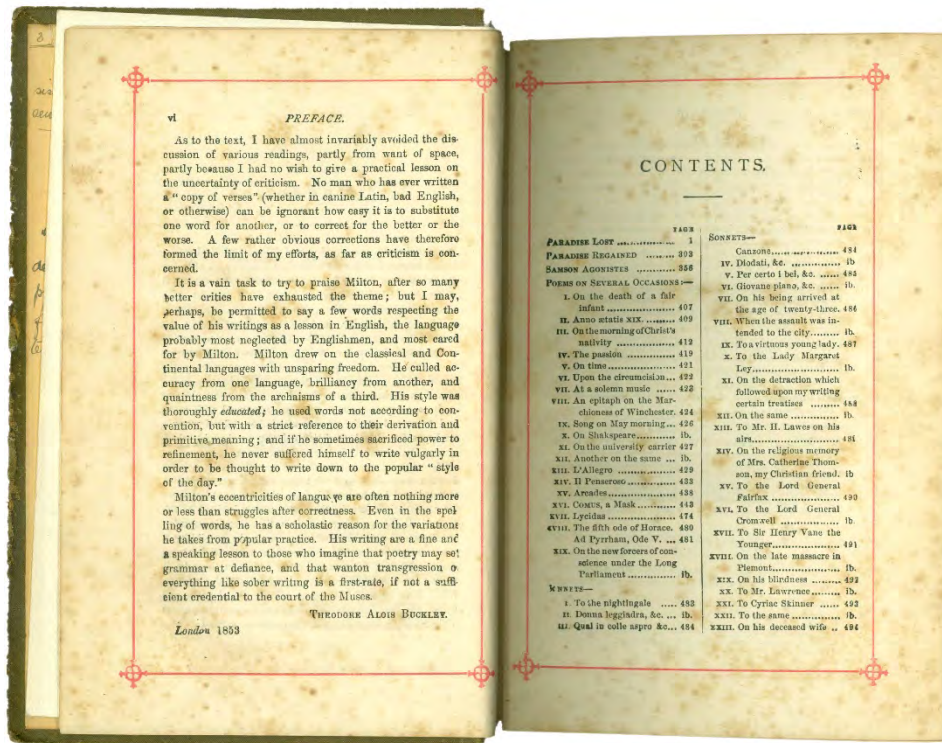 vi PREFACE.
As to the text, I have almost invariably avoided the dis-
cussion of various readings, partly from want of space,
partly because I had no wish to give a practical lesson on
the uncertainty of criticism. No man who has ever written
a "copy of verses" (whether in canine Latin, bad English,
or otherwise) can be ignorant how easy it is to substitute
one word for another, or to correct for the better or the
worse. A few rather obvious corrections have therefore
formed the limit of my efforts, as far as criticism is con-
cerned.
It is a vain task to try to praise Milton, after so many
better critics have exhausted the theme; but I may,
perhaps, be permitted to say a few words respecting the
value of his writings as a lesson in English, the language
probably most neglected by Englishmen, and most cared
for by Milton. Milton drew on the classical and Con-
tinental languages with unsparing freedom. He culled ac-
curacy from one language, brilliancy from another, and
quaintness from the archaisms of a third. His style was
thoroughly educated; he used words not according to con-
vention, but with a strict reference to their derivation and
primitive meaning; and if he sometimes sacrificed power to
refinement, he never suffered himself to write vulgarly in
order to be thought to write down to the popular "style
of the day."
Milton's eccentricities of language are often nothing more
or less than struggles after correctness. Even in the spel
ling of words, he has a scholastic reason for the variations
he takes from popular practice. His writing are a fine and
a speaking lesson to those who imagine that poetry may set
grammar at defiance, and that wanton transgression o
everything like sober writing is a first-rate, if not a suffi-
cient credential to the court of the Muses.
THEODORE ALOIS BUCKLEY.
London 1853
CONTENTS.
PAGE
PARADISE LOST ................ 1
PARADISE REGAINED ........ 303
SAMSON AGONISTES ............ 358
POEMS ON SEVERAL OCCASIONS:—
I. On the death of a fair
infant .................... 407
II. Anno ætatis XIX. ........ 409
III. On the morning of Christ's
nativity .................. 412
IV. The passion .............. 419
V. On time .................. 421
VI. Upon the circumcision... 422
VII. At a solemn music ...... 423
VIII. An epitaph on the Mar-
chioness of Winchester. 424
IX. Song on May morning... 426
X. On Shakspeare............ ib.
XI. On the university carrier 427
XII. Another on the same ... ib.
XIII. L'Allegro .................. 429
XIV. Il Penseroso .............. 433
XV. Arcades .................... 438
XVI. COMUS, a Mask .......... 443
XVII. Lycidas .................... 474
XVIII. The fifth ode of Horace. 480
Ad Pyrrham, Ode V. ... 481
XIX. On the new forcers of con-
science under the Long
Parliament .............. ib.
NNETS—
I. To the nightingale ..... 483
II. Donna leggiadra, &c. ... ib.
III. Qual in colle aspro &c... 484
PAGE
SONNETS—
Canzone.................... 484
IV. Diodati, &c. .............. ib
V. Per certo i bei, &c. ...... 485
VI. Giovane piano, &c. ...... ib.
VII. On his being arrived at
the age of twenty-three. 486
VIII. When the assault was in-
tended to the city........ ib.
IX. To a virtuous young lady. 487
X. To the Lady Margaret
Ley.......................... ib.
XI. On the detraction which
followed upon my writing
certain treatises ........ 488
XII. On the same .............. ib.
XIII. To Mr. H. Lawes on his
airs.......................... 48
XIV. On the religious memory
of Mrs. Catherine Thom-
son, my Christian friend. ib
XV. To the Lord General
Fairfax .................... 490
XVI. To the Lord General
Cromwell .................. ib.
XVII. To Sir Henry Vane the
Younger.................... 491
XVIII. On the late massacre in
Piemont.................... ib.
XIX. On his blindness ........ 492
XX. To Mr. Lawrence ........ ib.
XXI. To Cyriac Skinner ...... 493
XXII. To the same .............. ib.
XXIII. On his deceased wife .. 494